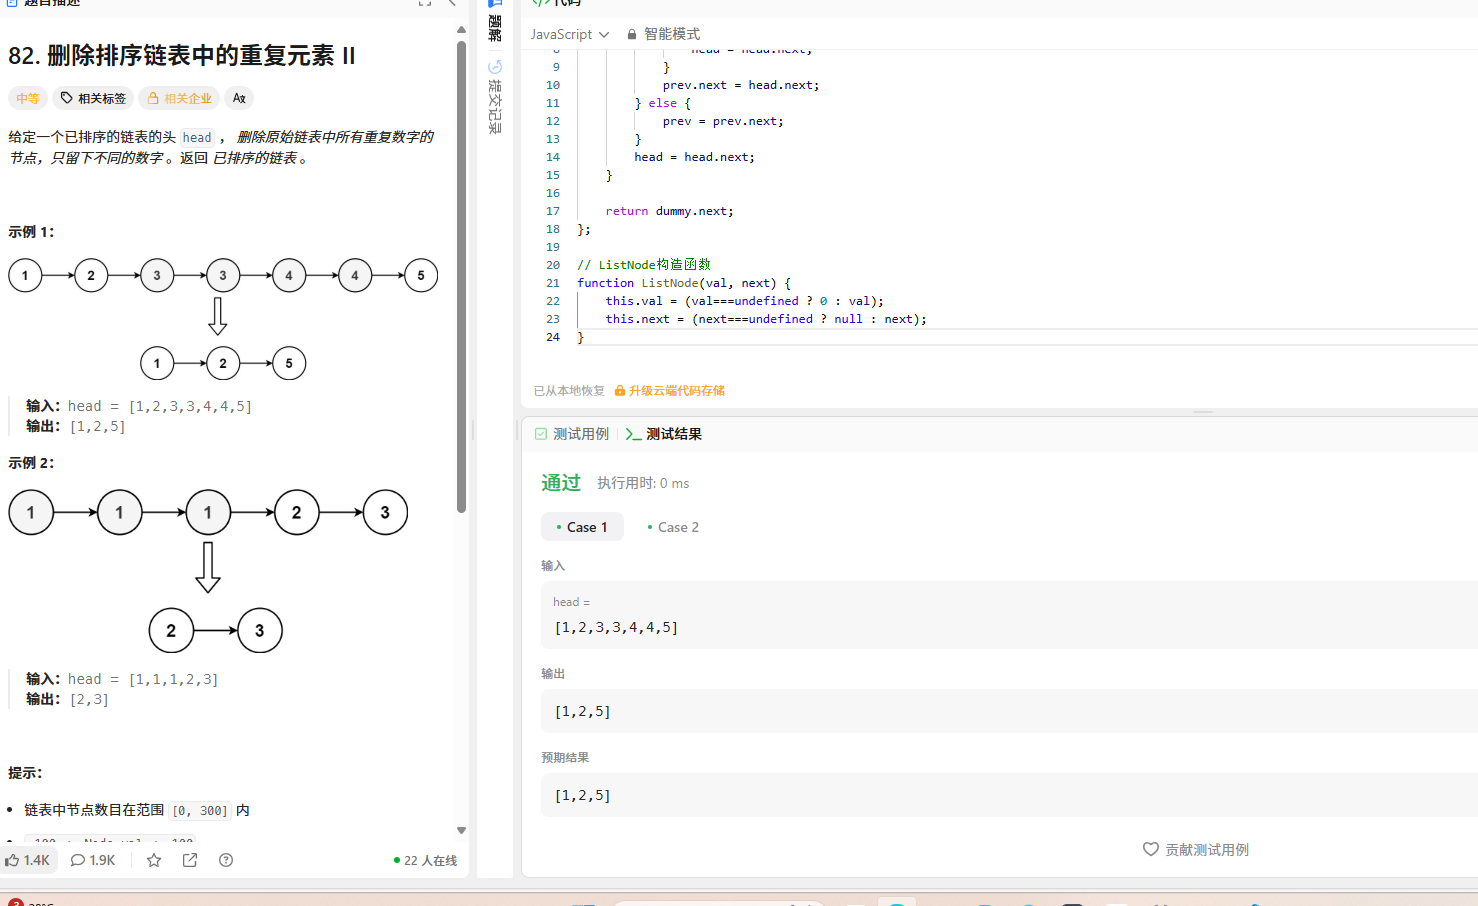 题目描述
82. 删除排序链表中的重复元素 II
中等 相关标签 相关企业 Az
给定一个已排序的链表的头 head ， 删除原始链表中所有重复数字的
节点，只留下不同的数字 。返回 已排序的链表 。
示例 1：
1 2 3 3 4 4 5
1 2 5
输入：head = [1,2,3,3,4,4,5]
输出：[1,2,5]
示例 2：
1 1 1 2 3
2 3
输入：head = [1,1,1,2,3]
输出：[2,3]
提示：
链表中节点数目在范围 [0, 300] 内
1.4K 1.9K 22 人在线
题解
提交记录
</> 代码
JavaScript 智能模式
8 head = head.next;
9 }
10 prev.next = head.next;
11 } else {
12 prev = prev.next;
13 }
14 head = head.next;
15 }
16
17 return dummy.next;
18 };
19
20 // ListNode构造函数
21 function ListNode(val, next) {
22 this.val = (val===undefined ? 0 : val);
23 this.next = (next===undefined ? null : next);
24 }
已从本地恢复 升级云端代码存储
测试用例 >_ 测试结果
通过 执行用时: 0 ms
• Case 1 • Case 2
输入
head =
[1,2,3,3,4,4,5]
输出
[1,2,5]
预期结果
[1,2,5]
贡献测试用例